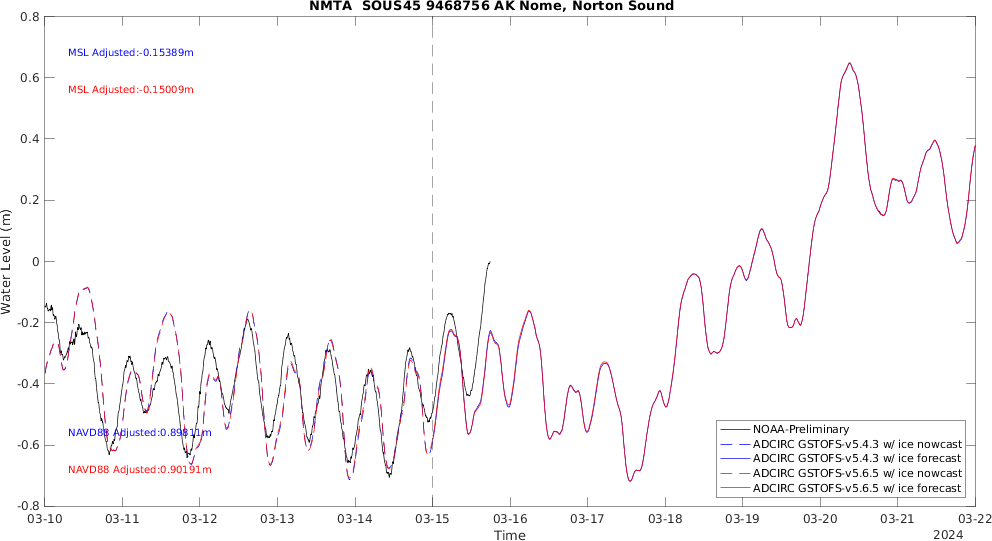 NMTA  SOUS45 9468756 AK Nome, Norton Sound
0.8
0.6
0.4
0.2
0
-0.2
-0.4
-0.6
-0.8
Water Level (m)
MSL Adjusted:-0.15389m
MSL Adjusted:-0.15009m
NAVD88 Adjusted:0.89811m
NAVD88 Adjusted:0.90191m
NOAA-Preliminary
ADCIRC GSTOFS-v5.4.3 w/ ice nowcast
ADCIRC GSTOFS-v5.4.3 w/ ice forecast
ADCIRC GSTOFS-v5.6.5 w/ ice nowcast
ADCIRC GSTOFS-v5.6.5 w/ ice forecast
03-10 03-11 03-12 03-13 03-14 03-15 03-16 03-17 03-18 03-19 03-20 03-21 03-22
Time
2024